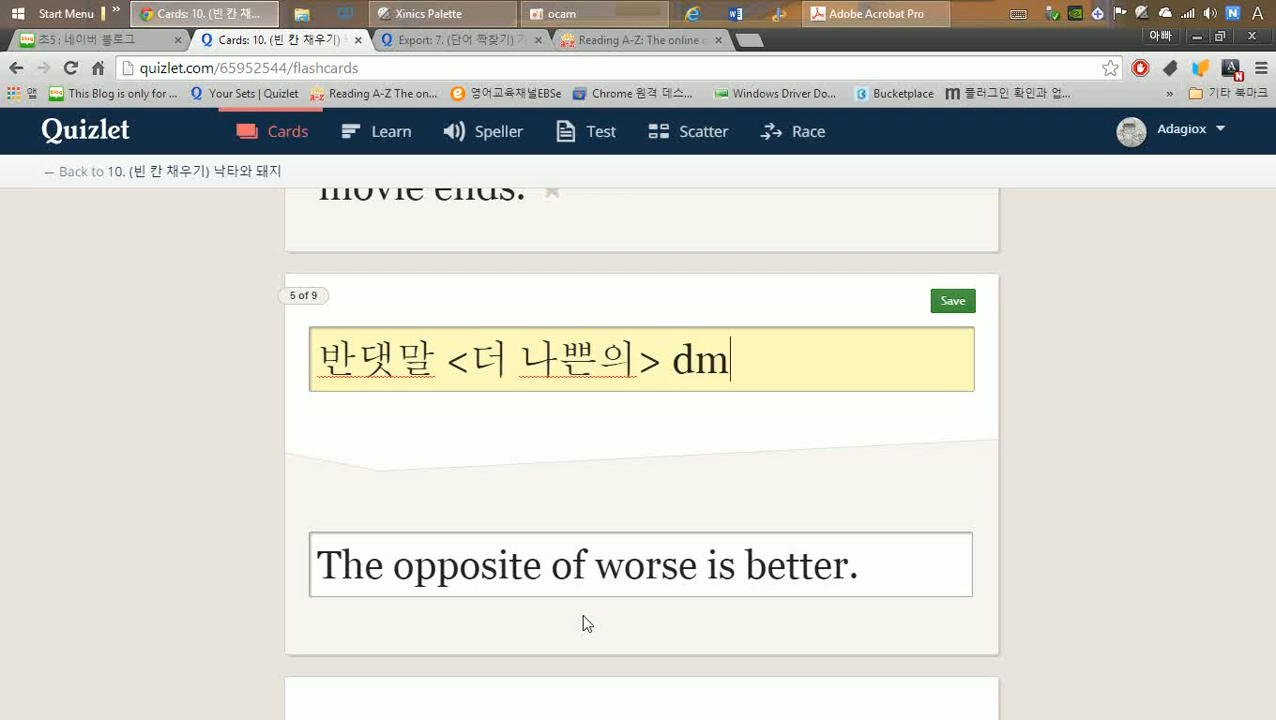 Start Menu
»
Cards: 10. (빈 칸 채...
Xinics Palette
ocam
Adobe Acrobat Pro
초5 : 네이버 블로그
Cards: 10. (빈 칸 채우기)
Export: 7. (단어 짝찾기)
Reading A-Z: The online
아빠
quizlet.com/65952544/flashcards
앱
This Blog is only for ...
Your Sets | Quizlet
Reading A-Z The on...
영어교육채널EBSe
Chrome 원격 데스...
Windows Driver Do...
Bucketplace
플러그인 확인과 업...
»
기타 북마크
Quizlet
Cards
Learn
Speller
Test
Scatter
Race
Adagiox
← Back to 10. (빈 칸 채우기) 낙타와 돼지
movie ends.
5 of 9
Save
반댓말 <더 나쁜의> dm
The opposite of worse is better.